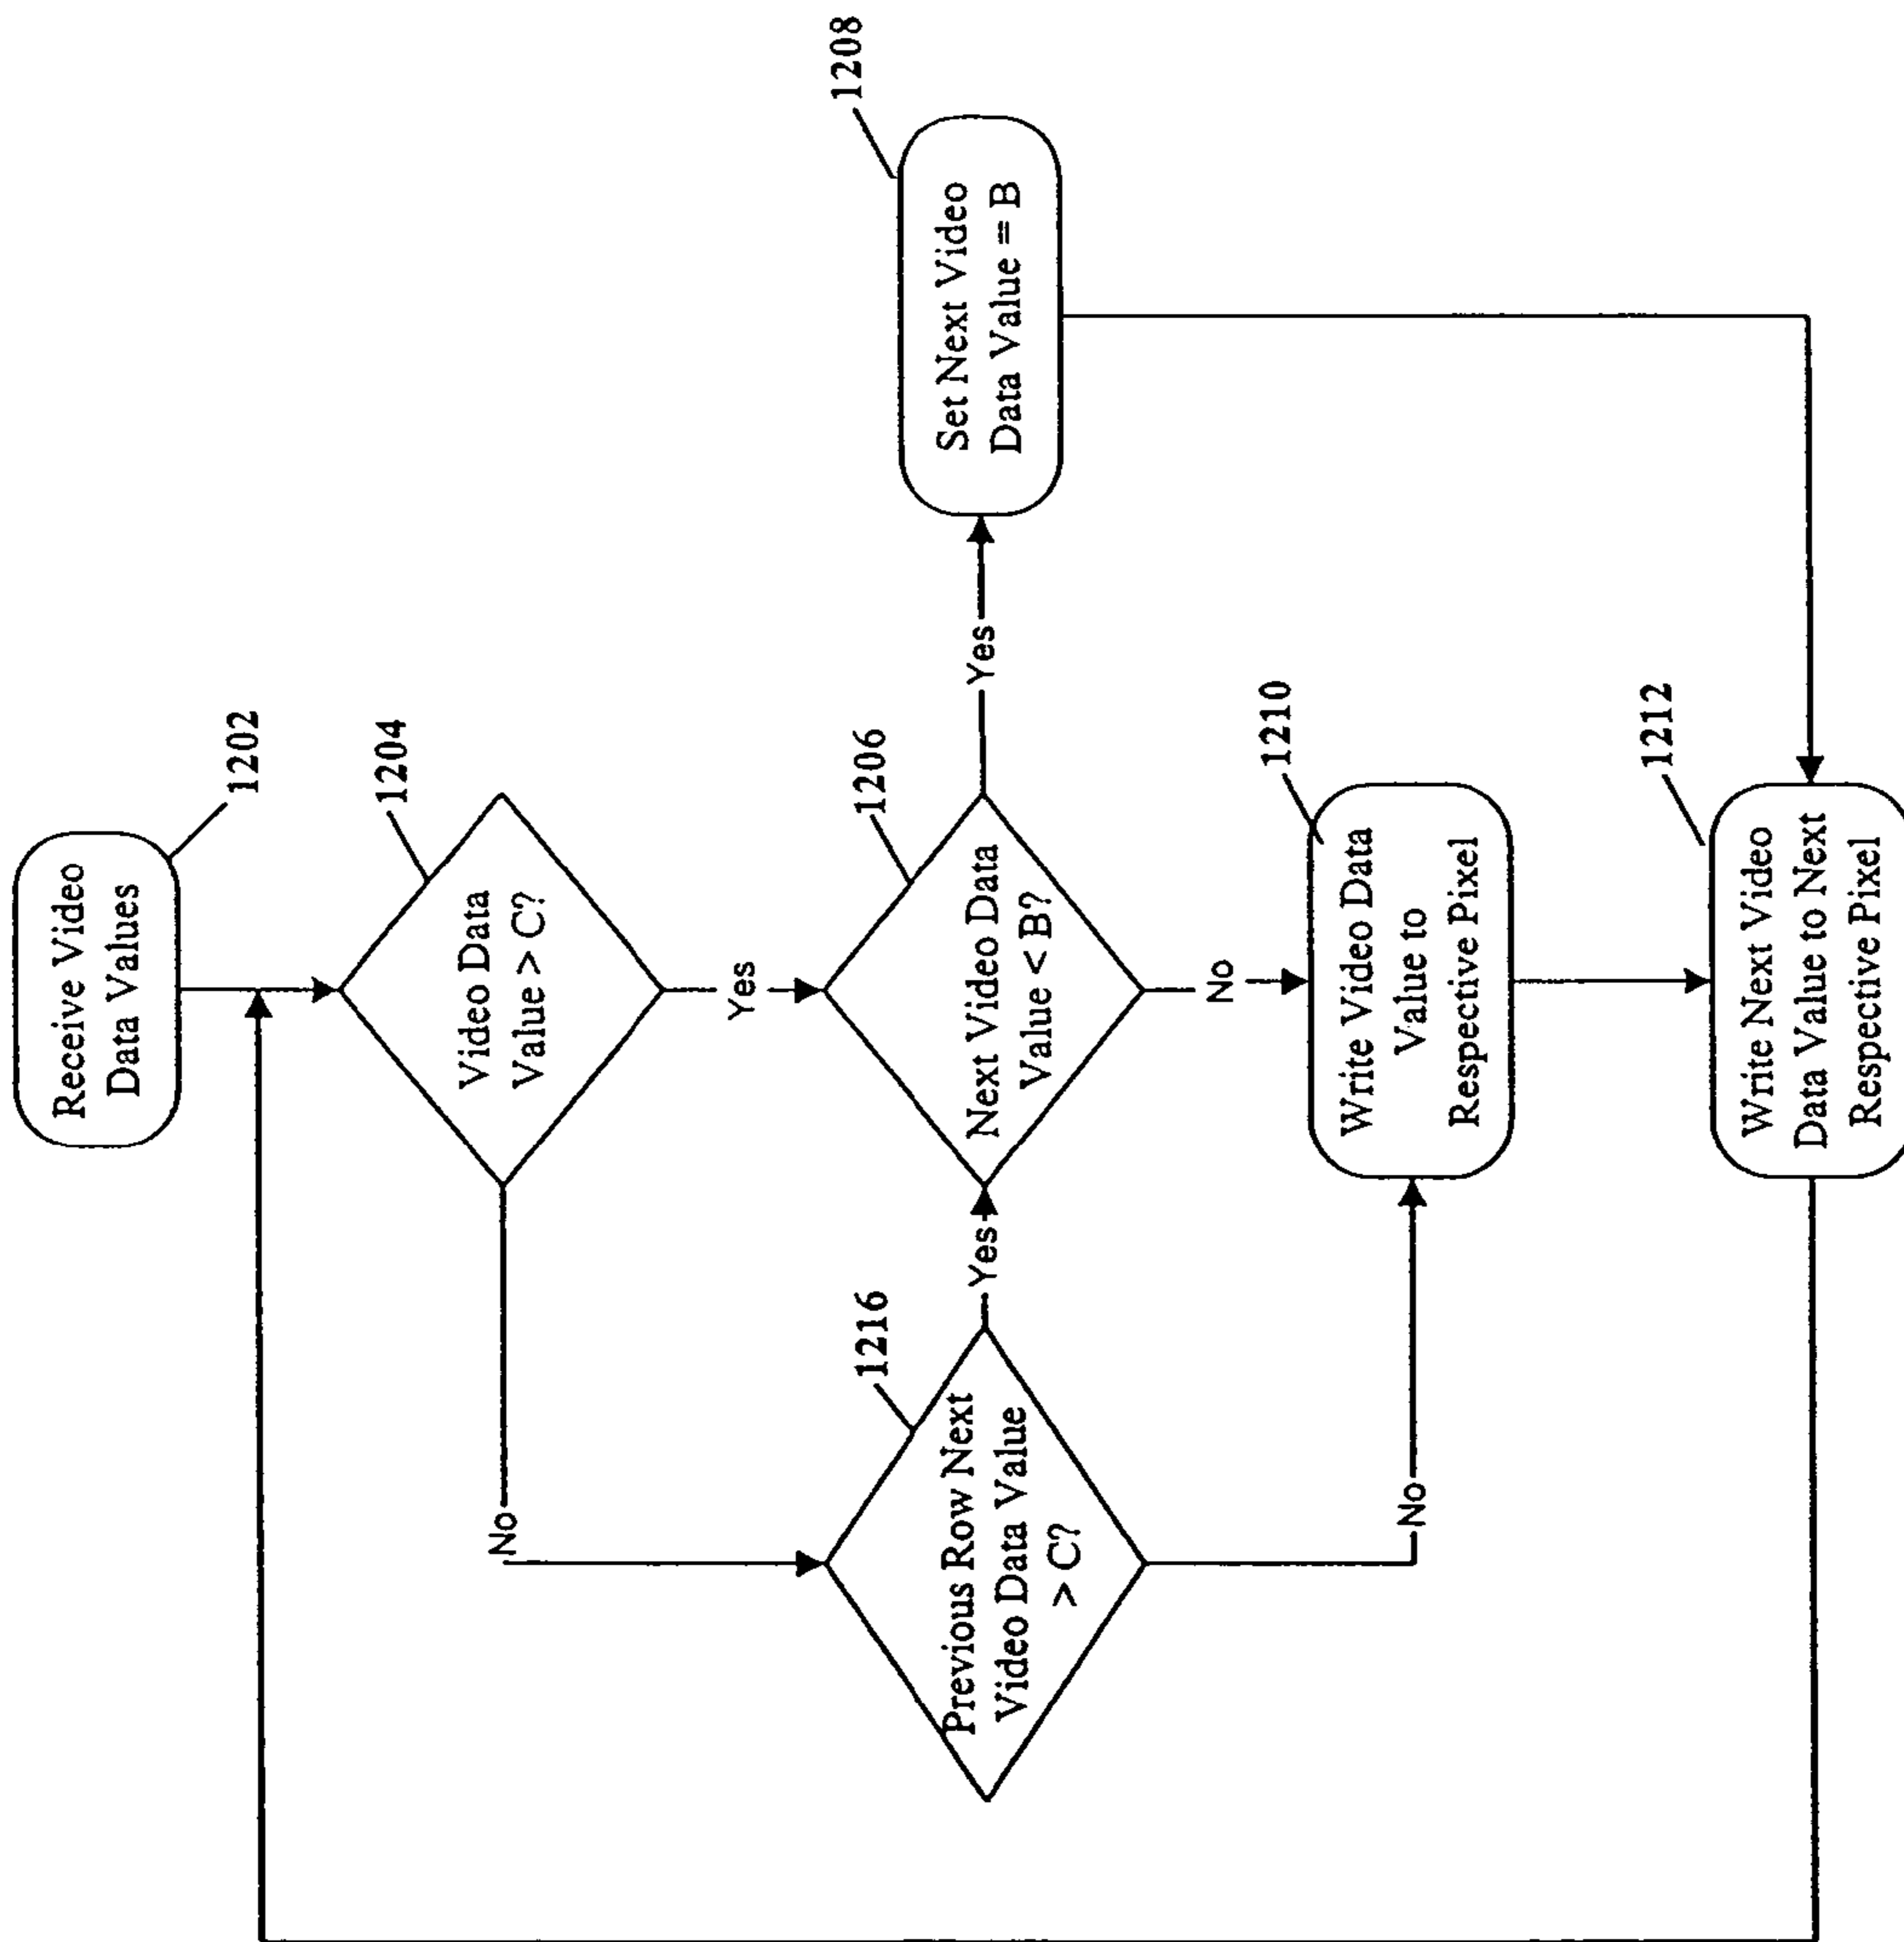 Receive Video
Data Values
1202
Video Data
Value > C?
1204
No
Yes
Previous Row Next
Video Data Value
> C?
1216
Yes
Next Video Data
Value < B?
1206
Yes
Set Next Video
Data Value = B
1208
No
No
Write Video Data
Value to
Respective Pixel
1210
Write Next Video
Data Value to Next
Respective Pixel
1212